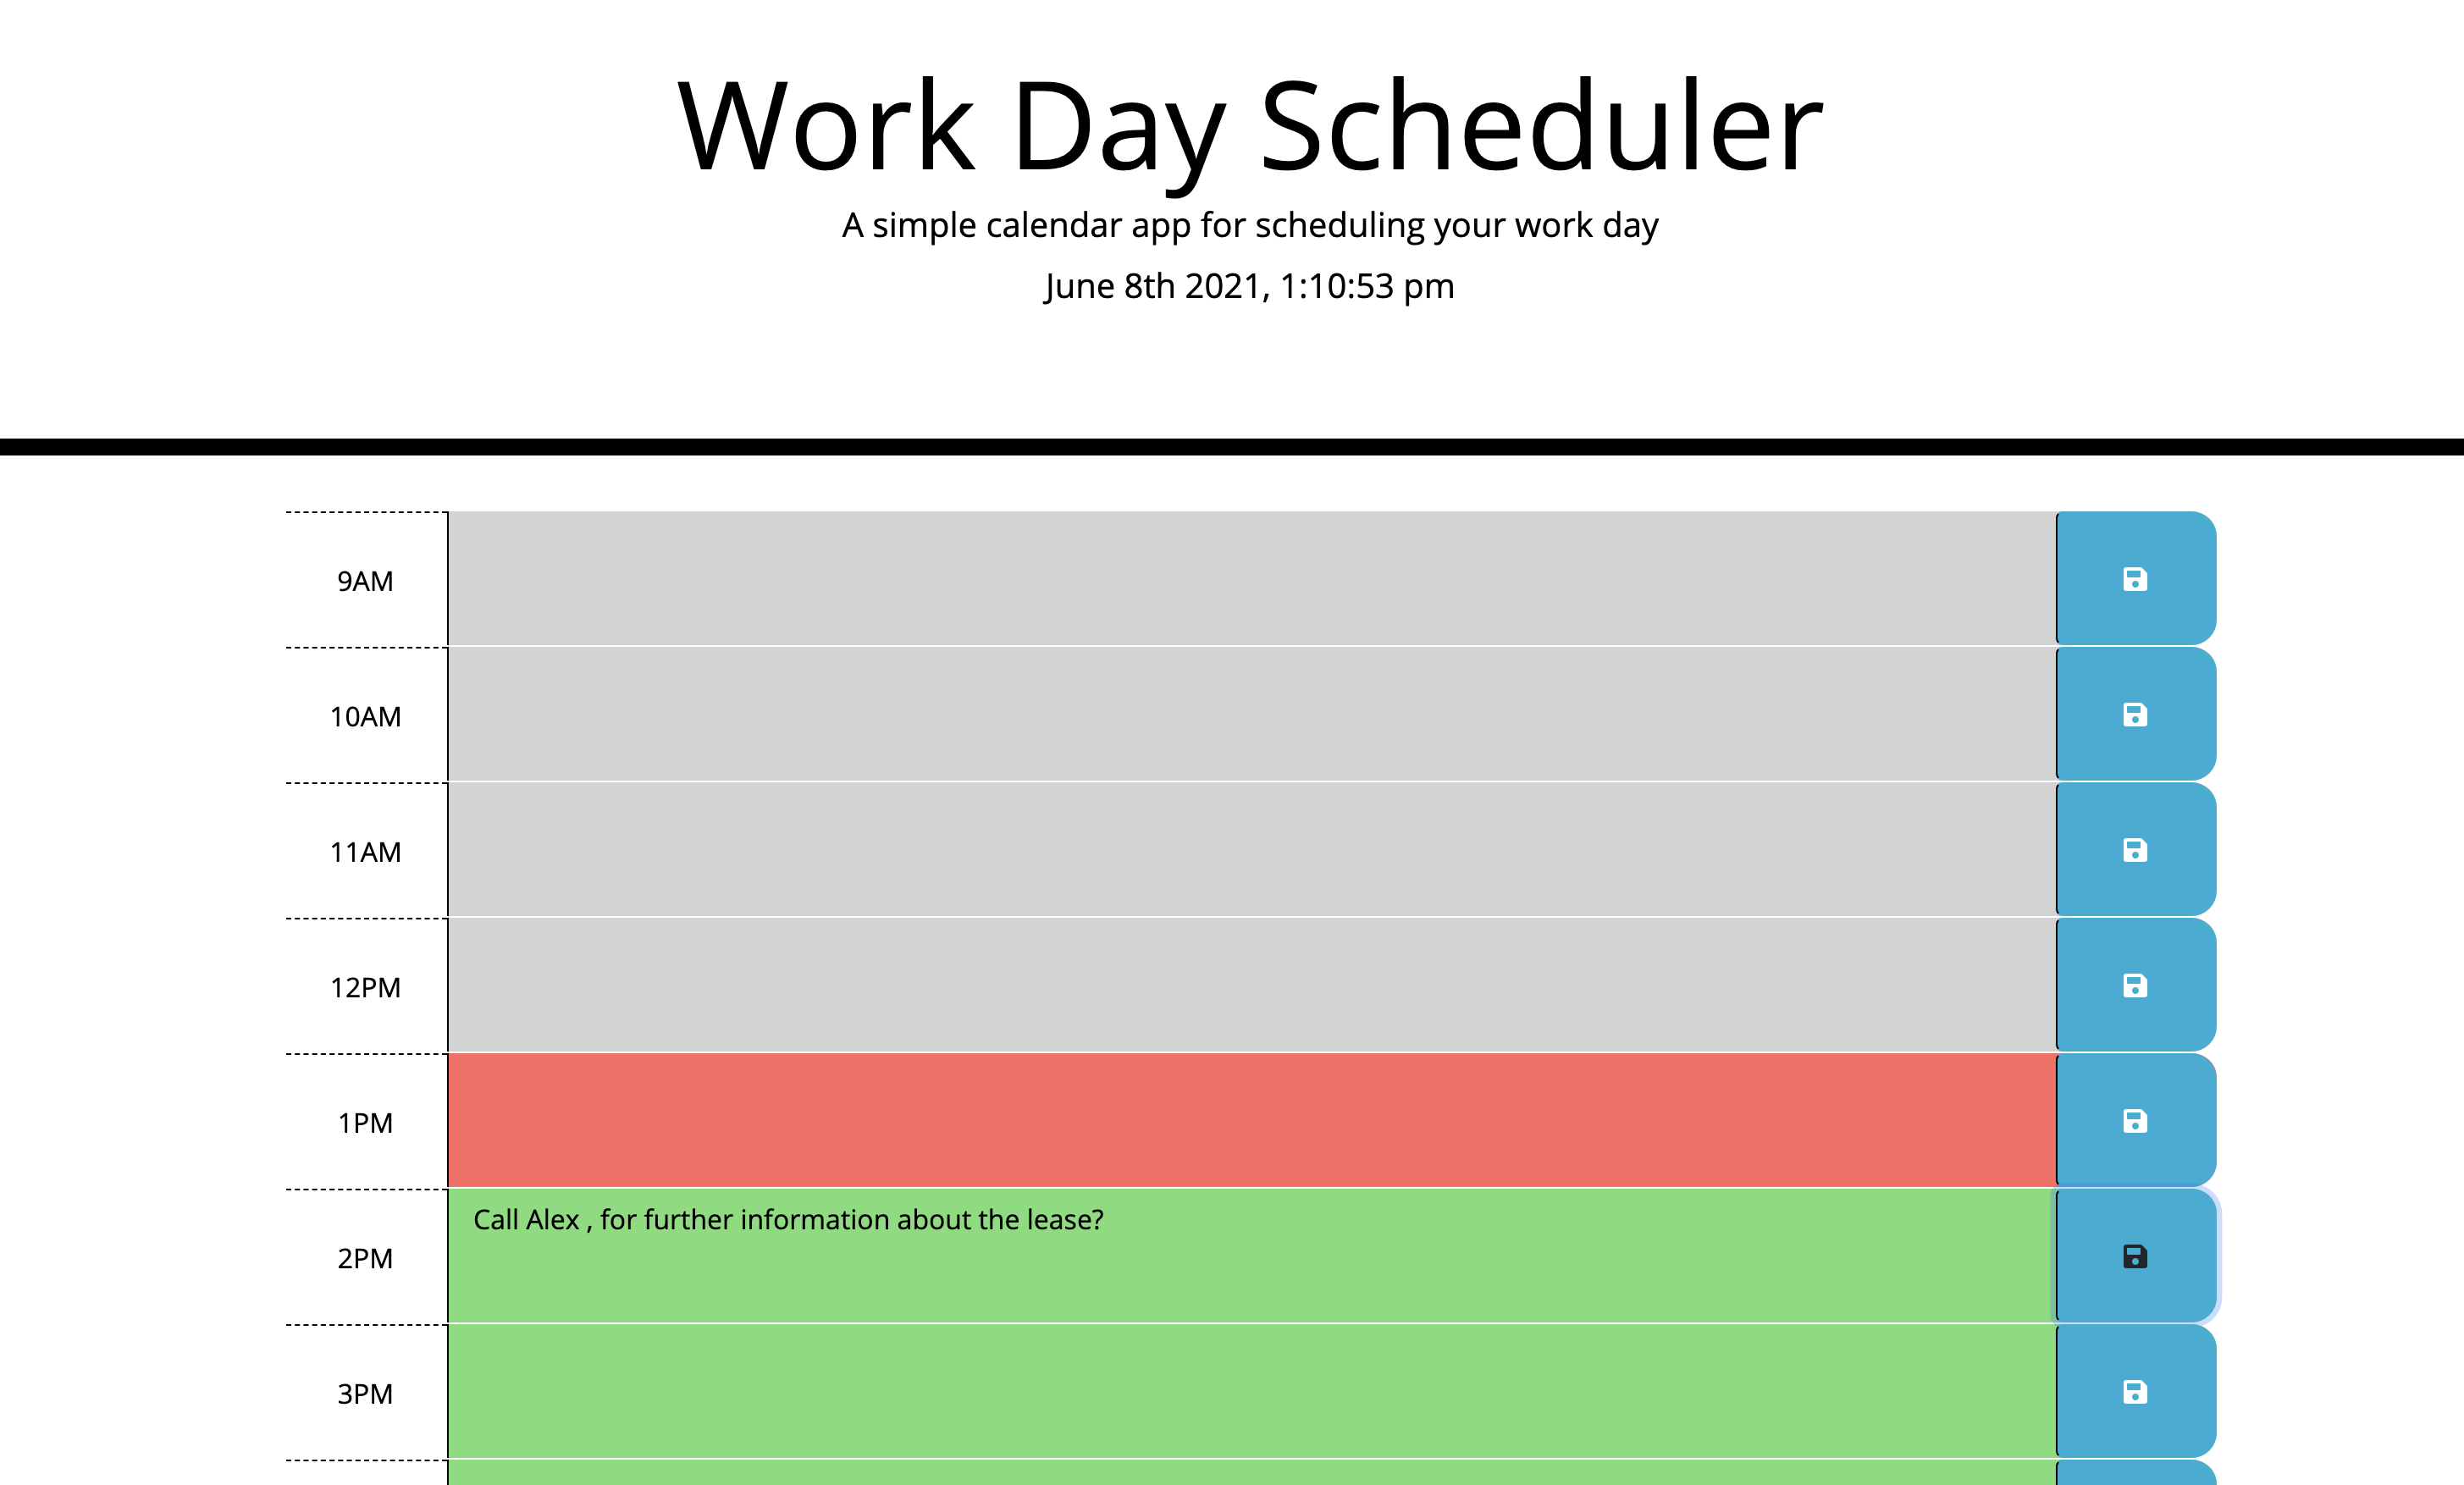 Work Day Scheduler
A simple calendar app for scheduling your work day
June 8th 2021, 1:10:53 pm
9AM
10AM
11AM
12PM
1PM
Call Alex , for further information about the lease?
2PM
3PM